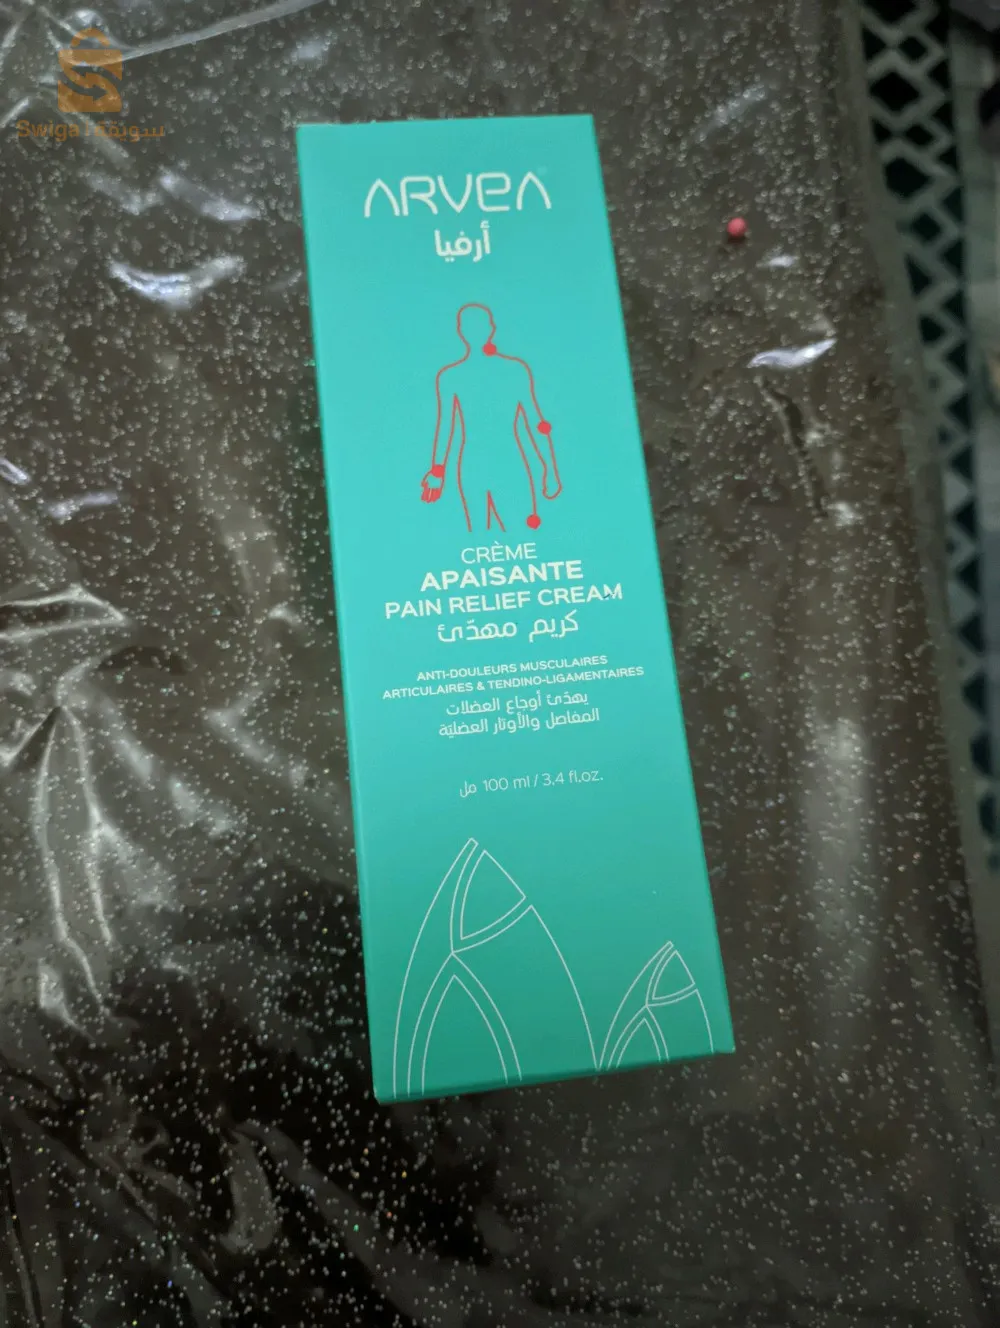 Swiga سويقة
ARVEA
أرفيا
CRÈME
APAISANTE
PAIN RELIEF CREAM
كريم مهدّئ
ANTI-DOULEURS MUSCULAIRES
ARTICULAIRES & TENDINO-LIGAMENTAIRES
يهدّئ أوجاع العضلات
المفاصل والأوتار العضليّة
100 ml / 3.4 fl.oz. مل